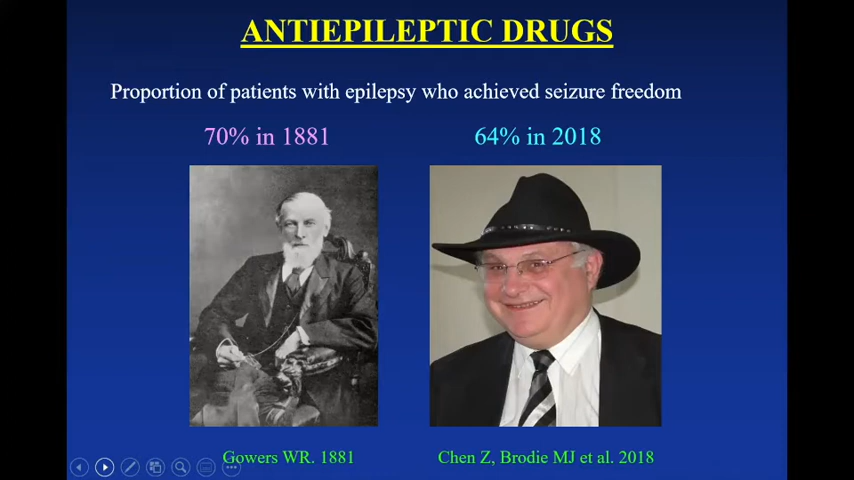 ANTIEPILEPTIC DRUGS
Proportion of patients with epilepsy who achieved seizure freedom
70% in 1881
64% in 2018
Gowers WR. 1881
Chen Z, Brodie MJ et al. 2018